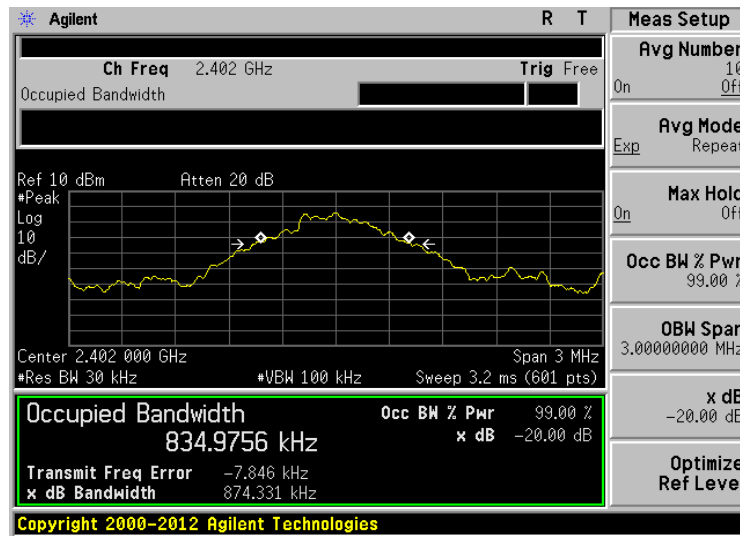 Agilent R T
Meas Setup
Ch Freq 2.402 GHz Trig Free
Occupied Bandwidth
Avg Number
10
On Off
Avg Mode
Exp Repeat
Max Hold
On Off
Occ BW % Pwr
99.00 %
OBW Span
3.00000000 MHz
x dB
-20.00 dB
Optimize
Ref Level
Ref 10 dBm Atten 20 dB
#Peak
Log
10
dB/
Center 2.402 000 GHz Span 3 MHz
#Res BW 30 kHz #VBW 100 kHz Sweep 3.2 ms (601 pts)
Occupied Bandwidth Occ BW % Pwr 99.00 %
834.9756 kHz x dB -20.00 dB
Transmit Freq Error -7.846 kHz
x dB Bandwidth 874.331 kHz
Copyright 2000-2012 Agilent Technologies